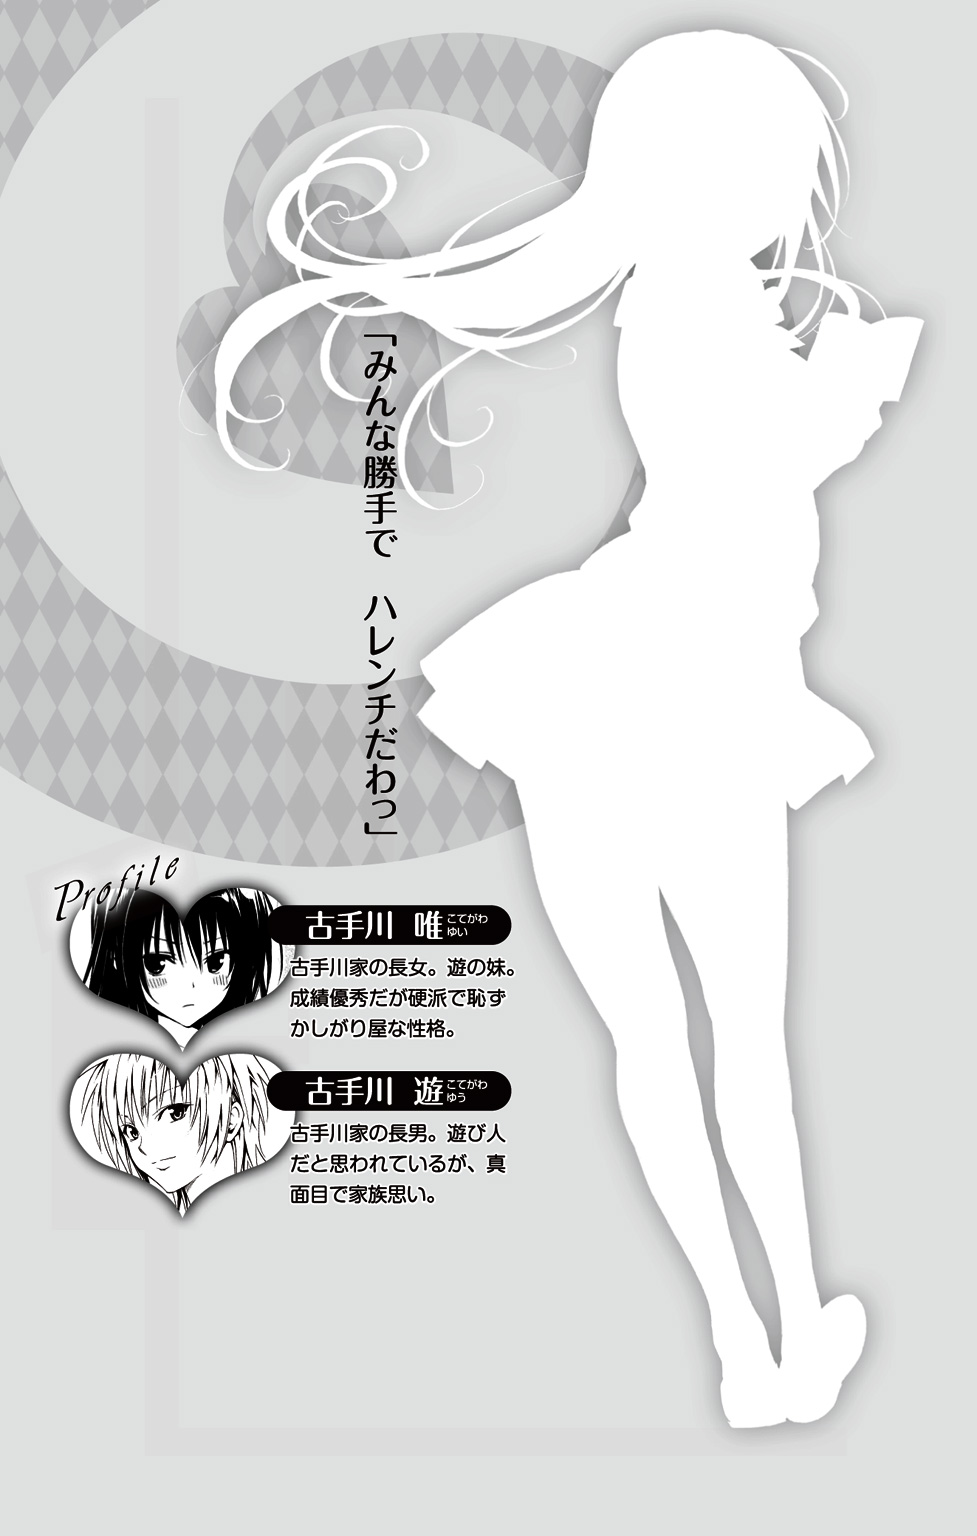 「みんな勝手で　ハレンチだわっ」
Profile
古手川　唯
こてがわ
ゆい
古手川家の長女。遊の妹。
成績優秀だが硬派で恥ず
かしがり屋な性格。
古手川　遊
こてがわ
ゆう
古手川家の長男。遊び人
だと思われているが、真
面目で家族思い。